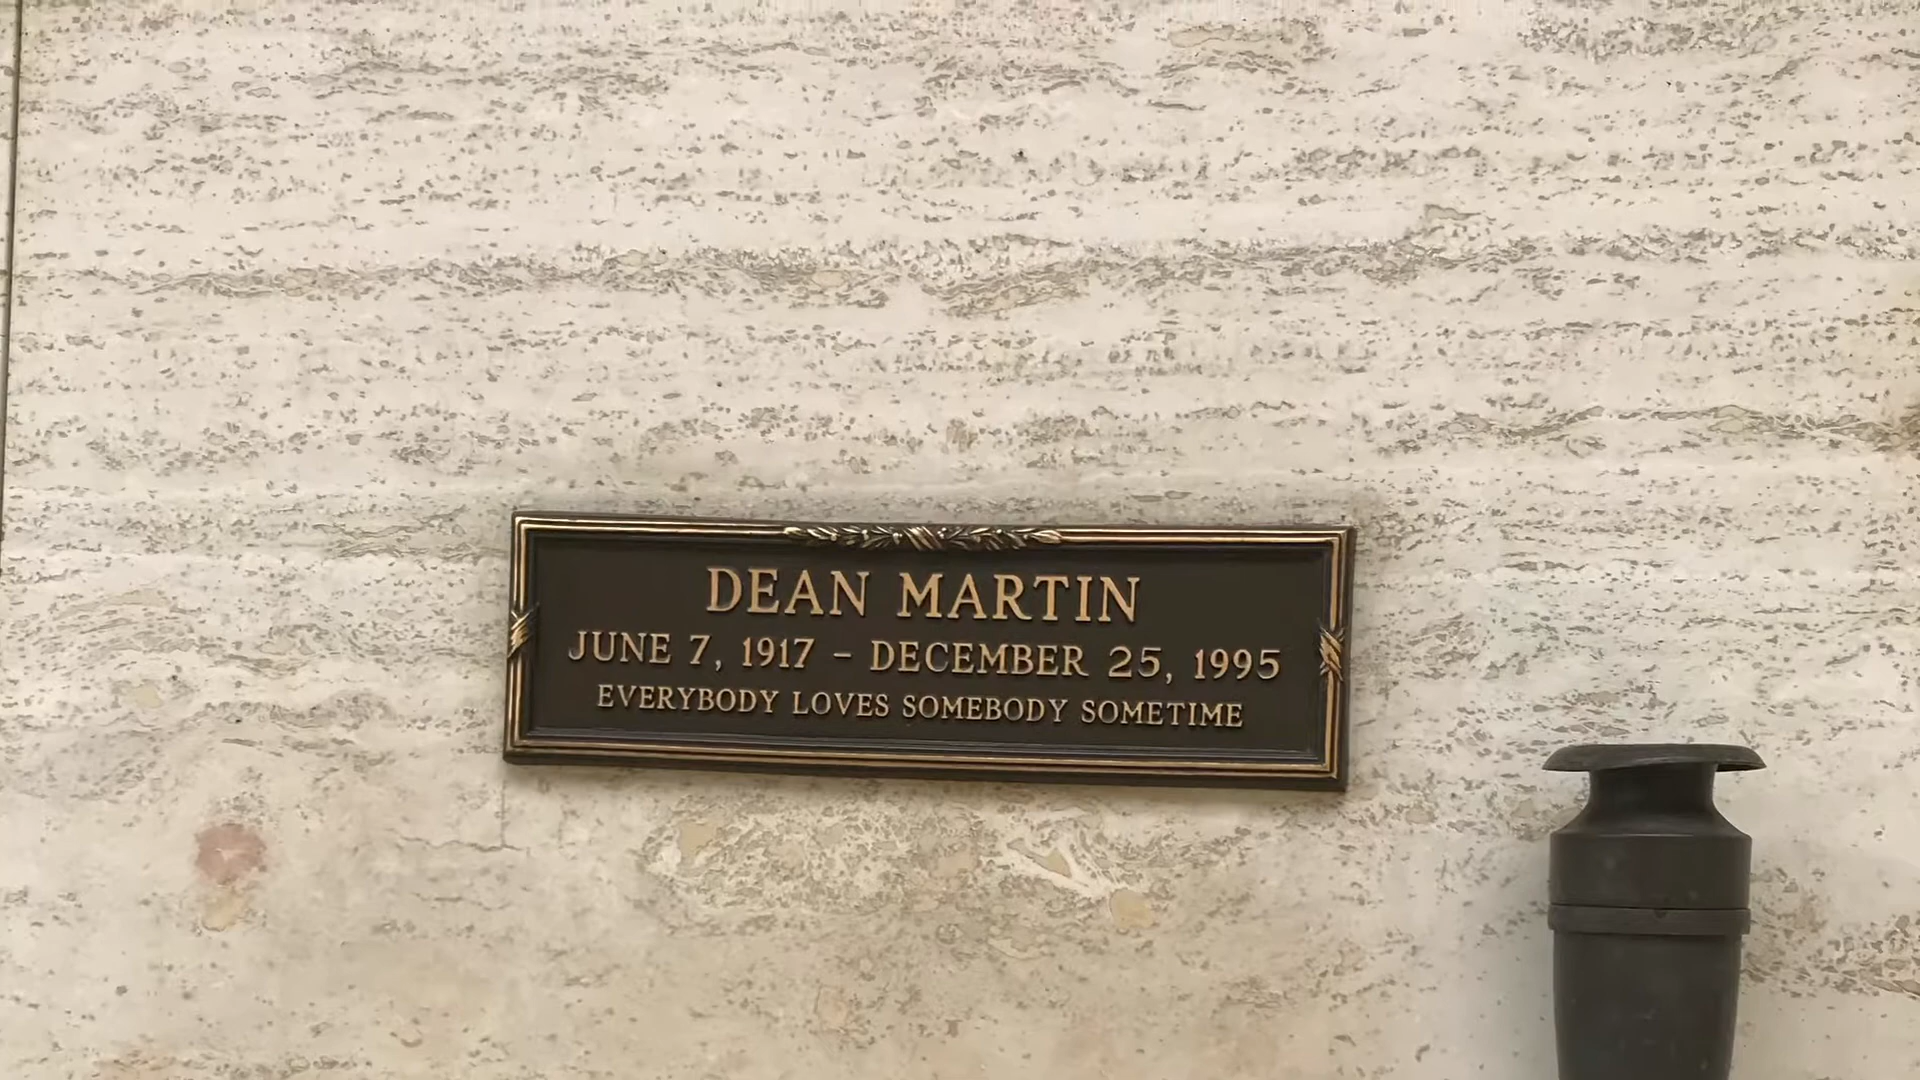 DEAN MARTIN
JUNE 7, 1917 – DECEMBER 25, 1995
EVERYBODY LOVES SOMEBODY SOMETIME